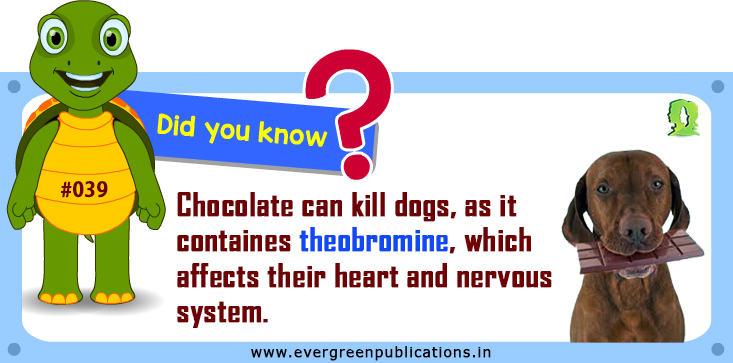 Did you know ?
#039
Chocolate can kill dogs, as it
containes theobromine, which
affects their heart and nervous
system.
www.evergreenpublications.in